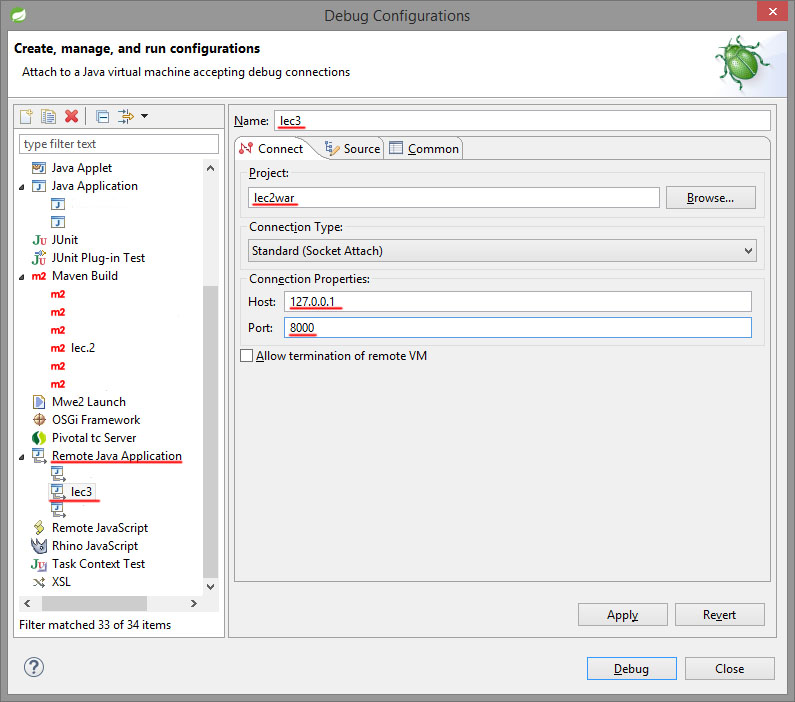 Debug Configurations
Create, manage, and run configurations
Attach to a Java virtual machine accepting debug connections
type filter text
Java Applet
Java Application
JUnit
JUnit Plug-in Test
Maven Build
m2
m2
m2
m2 lec.2
m2
m2
Mwe2 Launch
OSGi Framework
Pivotal tc Server
Remote Java Application
lec3
Remote JavaScript
Rhino JavaScript
Task Context Test
XSL
Filter matched 33 of 34 items
Name: lec3
Connect Source Common
Project:
lec2war Browse...
Connection Type:
Standard (Socket Attach)
Connection Properties:
Host: 127.0.0.1
Port: 8000
Allow termination of remote VM
Apply Revert
Debug Close